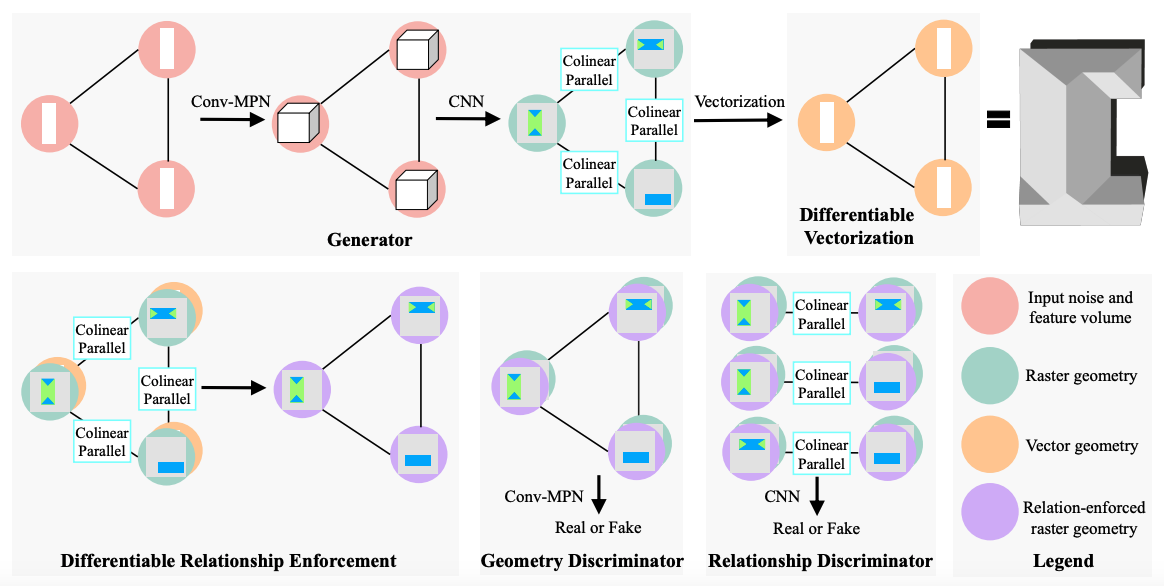 Conv-MPN
CNN
Colinear
Parallel
Colinear
Parallel
Colinear
Parallel
Vectorization
=
Generator
Differentiable
Vectorization
Colinear
Parallel
Colinear
Parallel
Colinear
Parallel
Differentiable Relationship Enforcement
Conv-MPN
Real or Fake
Geometry Discriminator
Colinear
Parallel
Colinear
Parallel
Colinear
Parallel
CNN
Real or Fake
Relationship Discriminator
Input noise and
feature volume
Raster geometry
Vector geometry
Relation-enforced
raster geometry
Legend